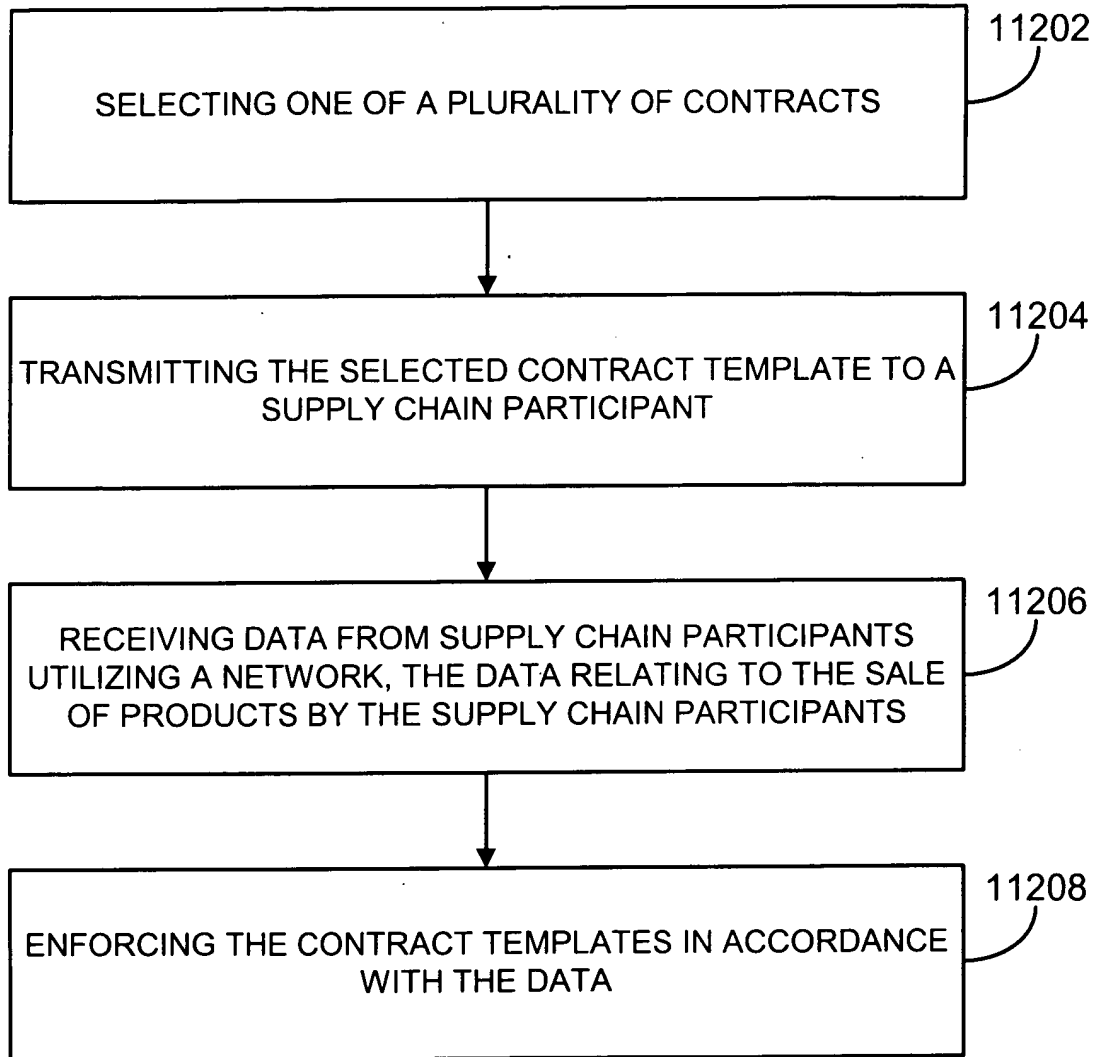 11202
SELECTING ONE OF A PLURALITY OF CONTRACTS
11204
TRANSMITTING THE SELECTED CONTRACT TEMPLATE TO A
SUPPLY CHAIN PARTICIPANT
11206
RECEIVING DATA FROM SUPPLY CHAIN PARTICIPANTS
UTILIZING A NETWORK, THE DATA RELATING TO THE SALE
OF PRODUCTS BY THE SUPPLY CHAIN PARTICIPANTS
11208
ENFORCING THE CONTRACT TEMPLATES IN ACCORDANCE
WITH THE DATA